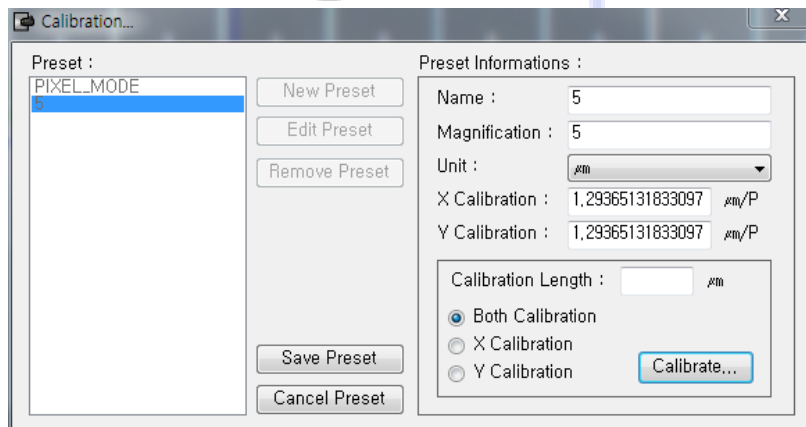 Calibration...
x
Preset :
PIXEL_MODE
5
New Preset
Edit Preset
Remove Preset
Save Preset
Cancel Preset
Preset Informations :
Name : 5
Magnification : 5
Unit : ㎛
X Calibration : 1,29365131833097 ㎛/P
Y Calibration : 1,29365131833097 ㎛/P
Calibration Length : ㎛
Both Calibration
X Calibration
Y Calibration
Calibrate,,,